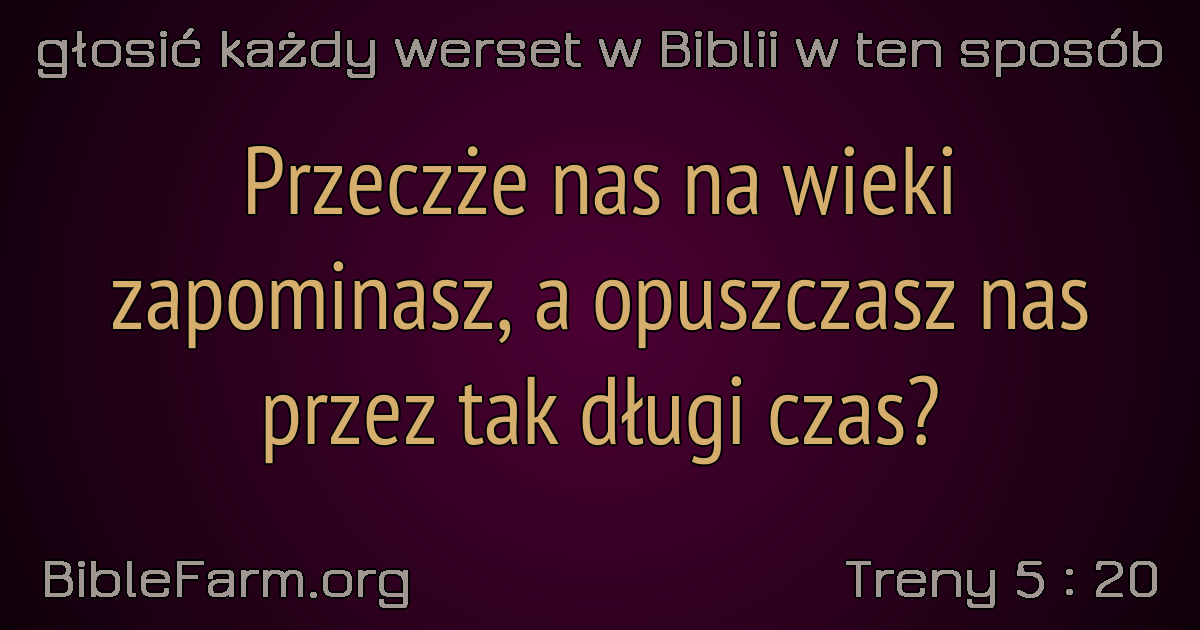 głosić każdy werset w Biblii w ten sposób
Przeczże nas na wieki
zapominasz, a opuszczasz nas
przez tak długi czas?
BibleFarm.org
Treny 5 : 20